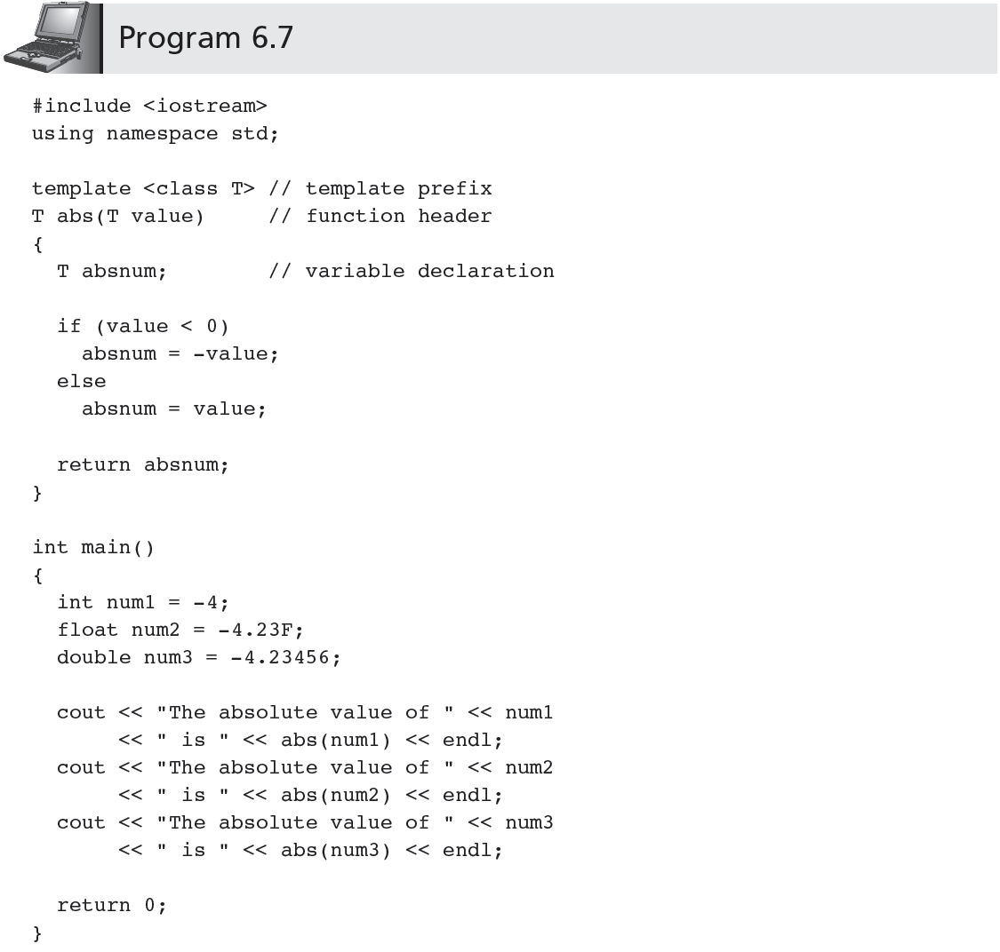 Program 6.7
#include <iostream>
using namespace std;
template <class T> // template prefix
T abs(T value)     // function header
{
  T absnum;        // variable declaration
  if (value < 0)
    absnum = -value;
  else
    absnum = value;
  return absnum;
}
int main()
{
  int num1 = -4;
  float num2 = -4.23F;
  double num3 = -4.23456;
  cout << "The absolute value of " << num1
       << " is " << abs(num1) << endl;
  cout << "The absolute value of " << num2
       << " is " << abs(num2) << endl;
  cout << "The absolute value of " << num3
       << " is " << abs(num3) << endl;
  return 0;
}